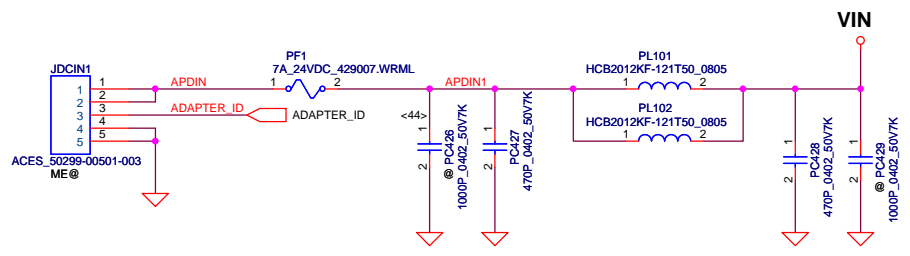 VIN
JDCIN1
1
2
3
4
5
1
2
3
4
5
ACES_50299-00501-003
ME@
APDIN
ADAPTER_ID
ADAPTER_ID
<44>
PF1
7A_24VDC_429007.WRML
1
2
APDIN1
1
2
@ PC426
1000P_0402_50V7K
1
2
PC427
470P_0402_50V7K
PL101
HCB2012KF-121T50_0805
1
2
PL102
HCB2012KF-121T50_0805
1
2
1
2
PC428
470P_0402_50V7K
1
2
@ PC429
1000P_0402_50V7K